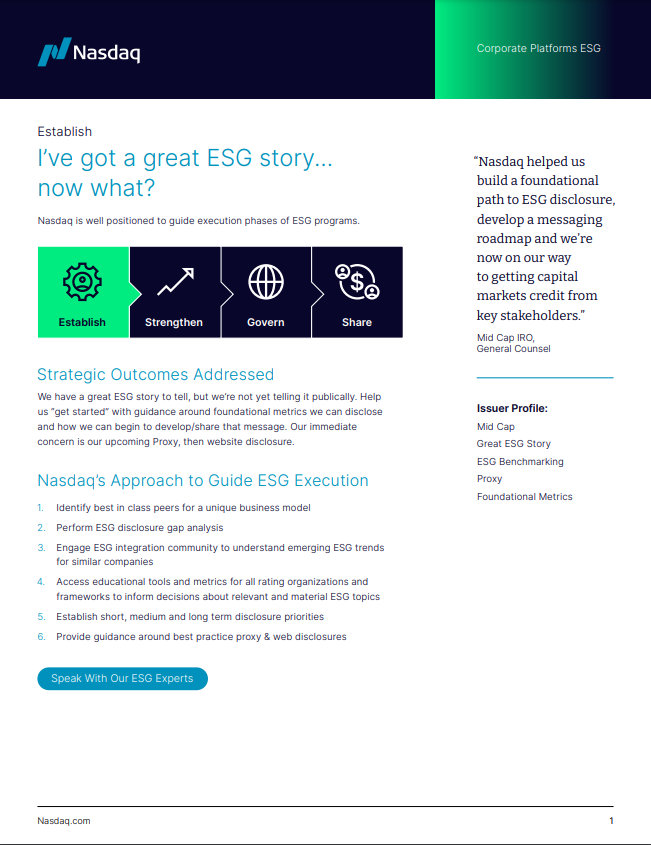 Nasdaq
Corporate Platforms ESG
Establish
I’ve got a great ESG story…
now what?
Nasdaq is well positioned to guide execution phases of ESG programs.
Establish
Strengthen
Govern
Share
Strategic Outcomes Addressed
We have a great ESG story to tell, but we’re not yet telling it publically. Help
us “get started” with guidance around foundational metrics we can disclose
and how we can begin to develop/share that message. Our immediate
concern is our upcoming Proxy, then website disclosure.
Nasdaq’s Approach to Guide ESG Execution
1. Identify best in class peers for a unique business model
2. Perform ESG disclosure gap analysis
3. Engage ESG integration community to understand emerging ESG trends
for similar companies
4. Access educational tools and metrics for all rating organizations and
frameworks to inform decisions about relevant and material ESG topics
5. Establish short, medium and long term disclosure priorities
6. Provide guidance around best practice proxy & web disclosures
Speak With Our ESG Experts
“Nasdaq helped us
build a foundational
path to ESG disclosure,
develop a messaging
roadmap and we’re
now on our way
to getting capital
markets credit from
key stakeholders.”
Mid Cap IRO,
General Counsel
Issuer Profile:
Mid Cap
Great ESG Story
ESG Benchmarking
Proxy
Foundational Metrics
Nasdaq.com
1